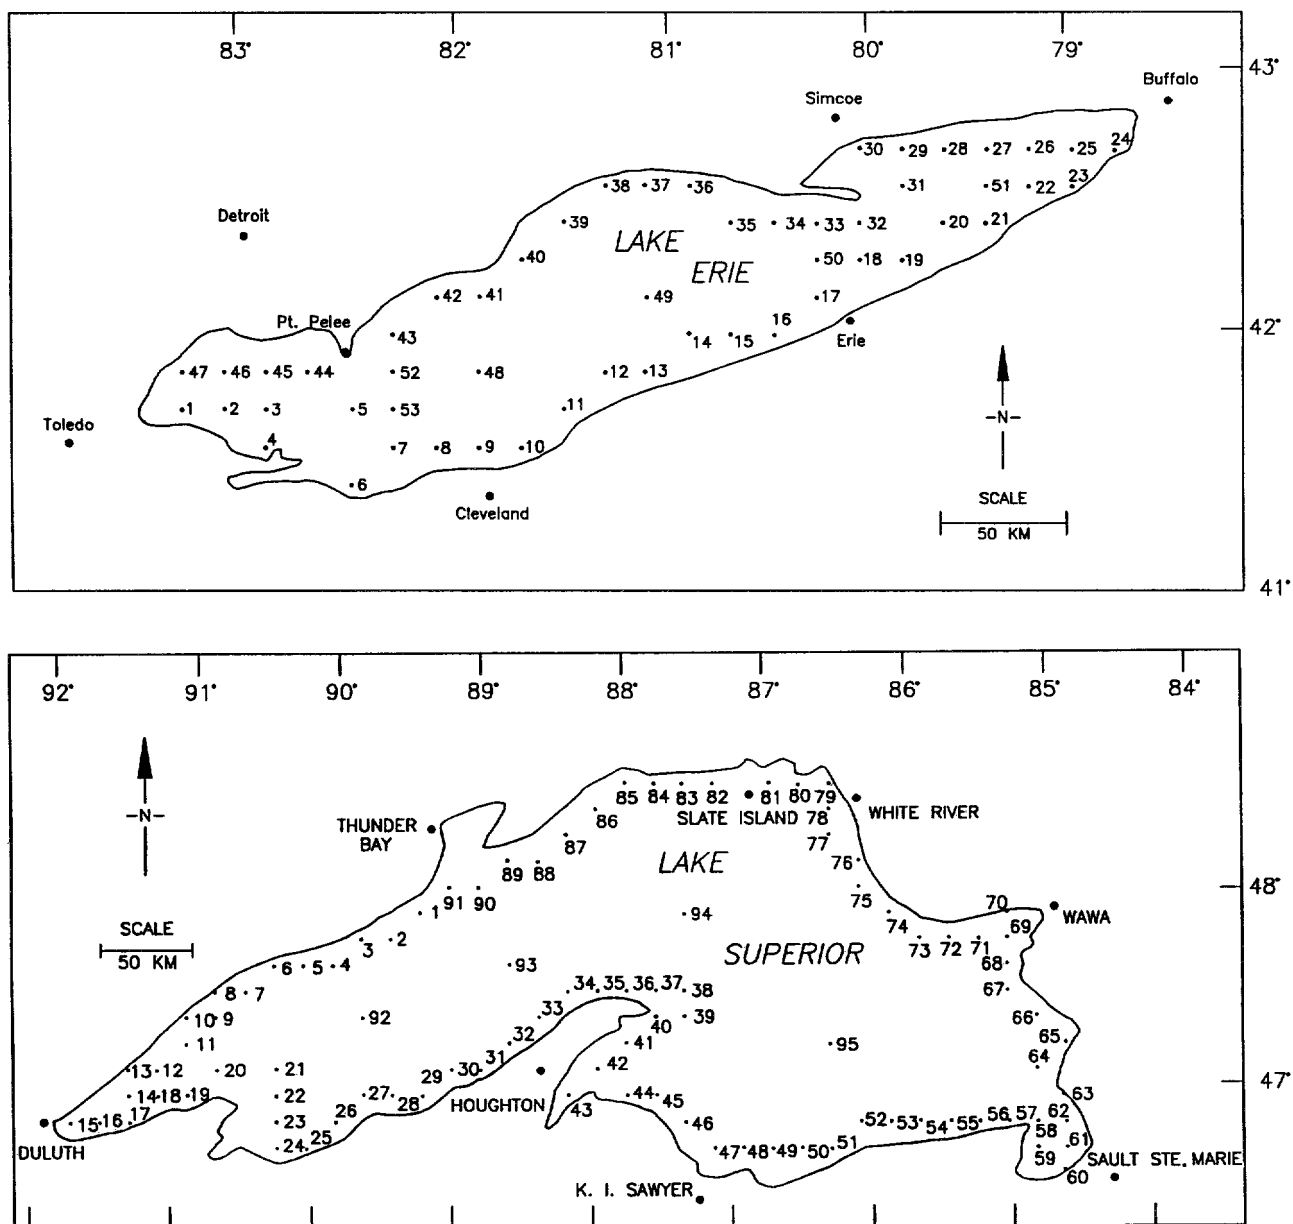 83° 82° 81° 80° 79°
43°
Buffalo
Simcoe
24
30 29 28 27 26 25
38 37 36 31 51 22 23
Detroit
39 35 34 33 32 20 21
LAKE
40 ERIE 50 18 19
42 41 49 17
Pt. Pelee 16
43 14 15 Erie 42°
47 46 45 44 52 48 12 13
1 2 3 5 53 11
-N-
Toledo 4 7 8 9 10
6
SCALE
Cleveland
50 KM
41°
92° 91° 90° 89° 88° 87° 86° 85° 84°
85 84 83 82 81 80 79
-N-
THUNDER BAY
86 SLATE ISLAND 78 WHITE RIVER
87 77
89 88 LAKE 76
48°
91 90 75 70
1 94 74 WAWA
SCALE
3 2 73 72 71 69
50 KM
6 5 4 93 SUPERIOR 68
8 7 34 35 36 37 38 67
10 9 92 33 40 39 66
11 32 41 95 65
13 12 20 21 29 30 31 42 64
47°
14 18 19 22 27 28 HOUGHTON 43 44 45 63
15 16 17 23 26 46 52 53 54 55 56 57 62
58
DULUTH 24 25 47 48 49 50 51 59 61
SAULT STE. MARIE
60
K. I. SAWYER